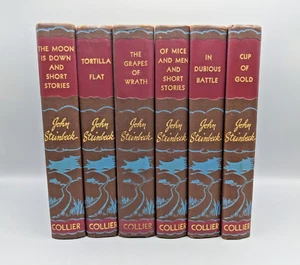 THE MOON
IS DOWN
AND
SHORT
STORIES
John
Steinbeck
COLLIER
TORTILLA
FLAT
John
Steinbeck
COLLIER
THE
GRAPES
OF
WRATH
John
Steinbeck
COLLIER
OF MICE
AND MEN
AND
SHORT
STORIES
John
Steinbeck
COLLIER
IN
DUBIOUS
BATTLE
John
Steinbeck
COLLIER
CUP
OF
GOLD
John
Steinbeck
COLLIER